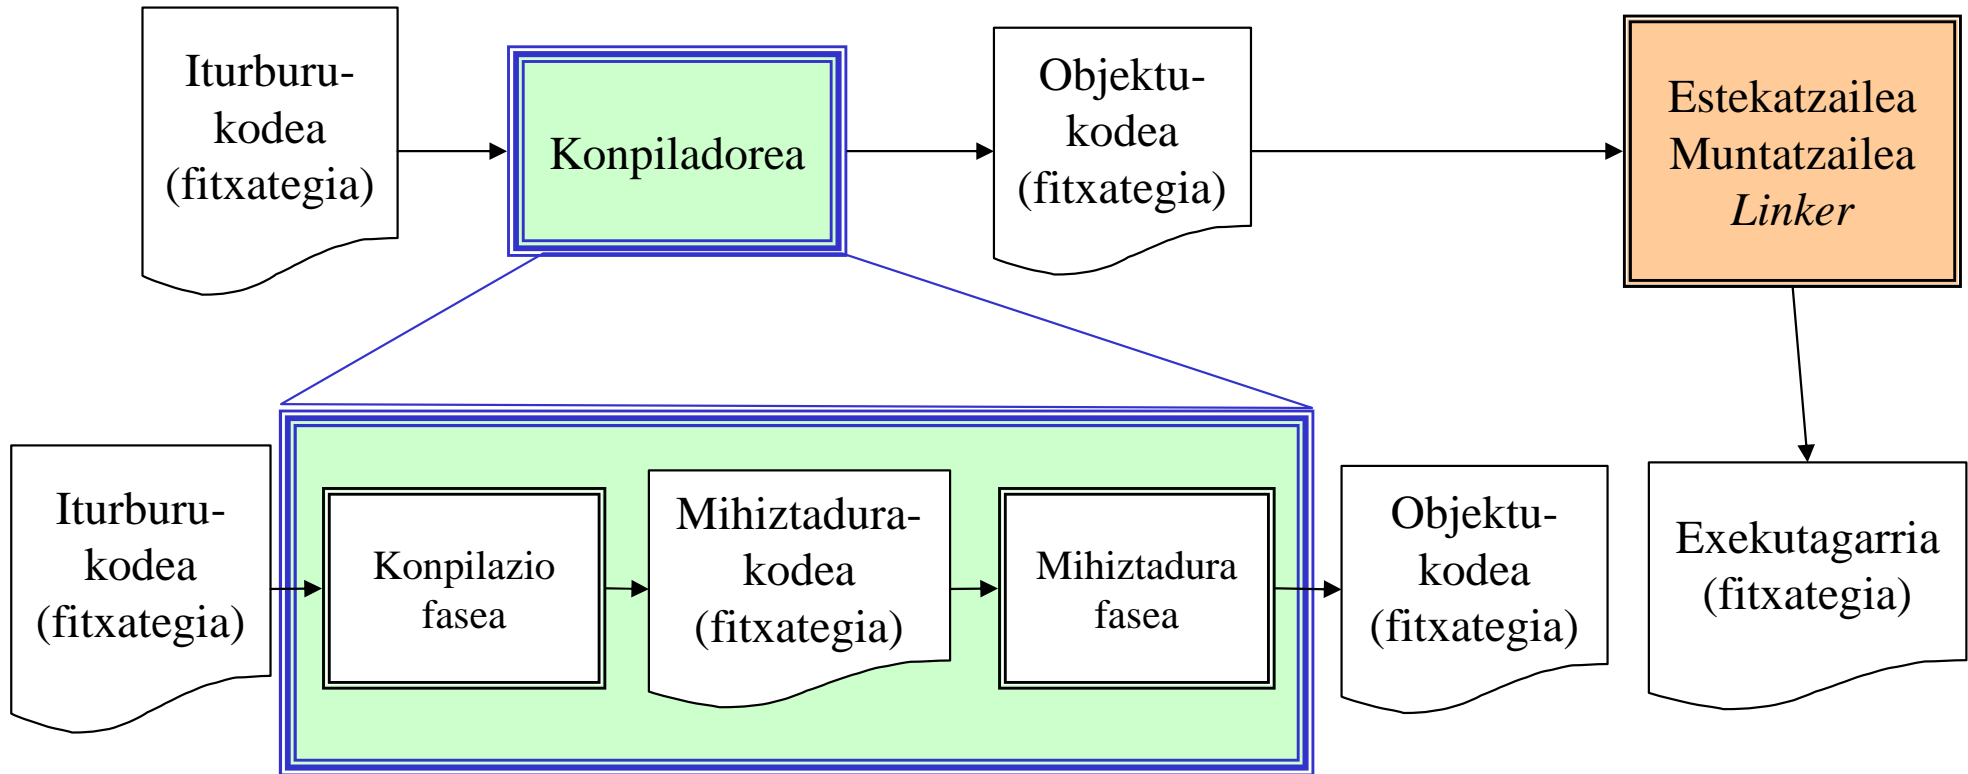 Iturburu-
kodea
(fitxategia)
Konpiladorea
Objektu-
kodea
(fitxategia)
Estekatzailea
Muntatzailea
Linker
Iturburu-
kodea
(fitxategia)
Konpilazio
fasea
Mihiztadura-
kodea
(fitxategia)
Mihiztadura
fasea
Objektu-
kodea
(fitxategia)
Exekutagarria
(fitxategia)